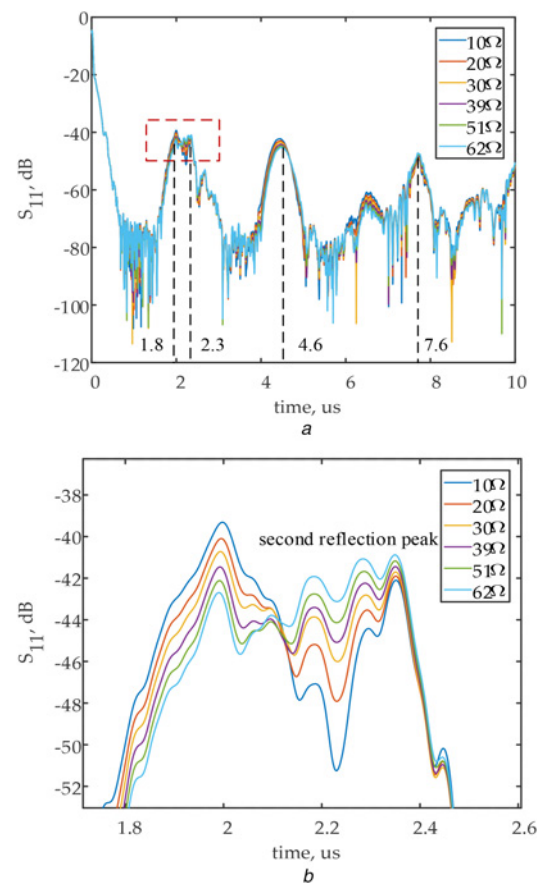 0
-20
-40
-60
-80
-100
-120
S11, dB
10Ω
20Ω
30Ω
39Ω
51Ω
62Ω
1.8 2.3 4.6 7.6
0 2 4 6 8 10
time, us
a
-38
-40
-42
-44
-46
-48
-50
-52
S11, dB
10Ω
20Ω
30Ω
39Ω
51Ω
62Ω
second reflection peak
1.8 2 2.2 2.4 2.6
time, us
b